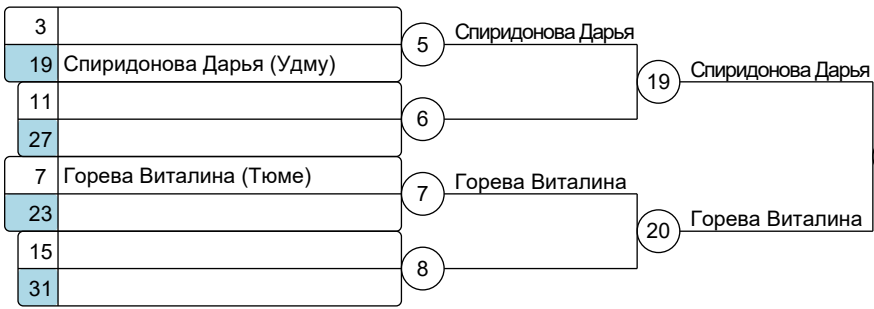 3
19 Спиридонова Дарья (Удму)
5 Спиридонова Дарья
11
27
6
19 Спиридонова Дарья
7 Горева Виталина (Тюме)
23
7 Горева Виталина
15
31
8
20 Горева Виталина